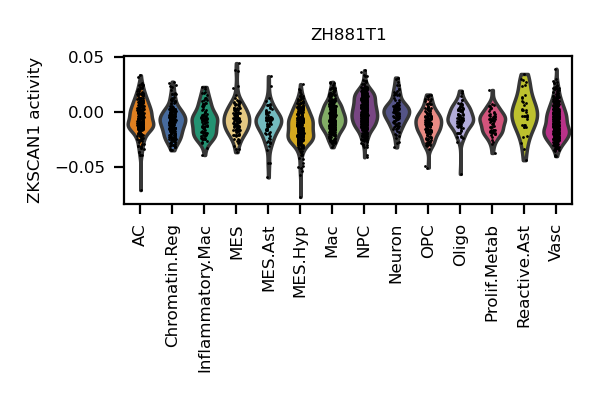 ZH881T1
ZKSCAN1 activity
0.05
0.00
−0.05
AC
Chromatin.Reg
Inflammatory.Mac
MES
MES.Ast
MES.Hyp
Mac
NPC
Neuron
OPC
Oligo
Prolif.Metab
Reactive.Ast
Vasc